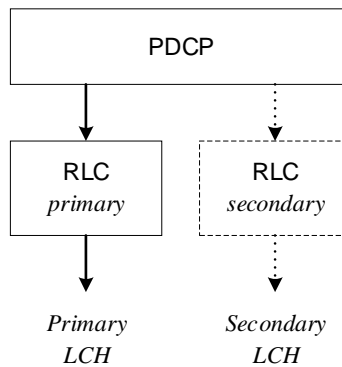 PDCP
RLC
primary
RLC
secondary
Primary
LCH
Secondary
LCH